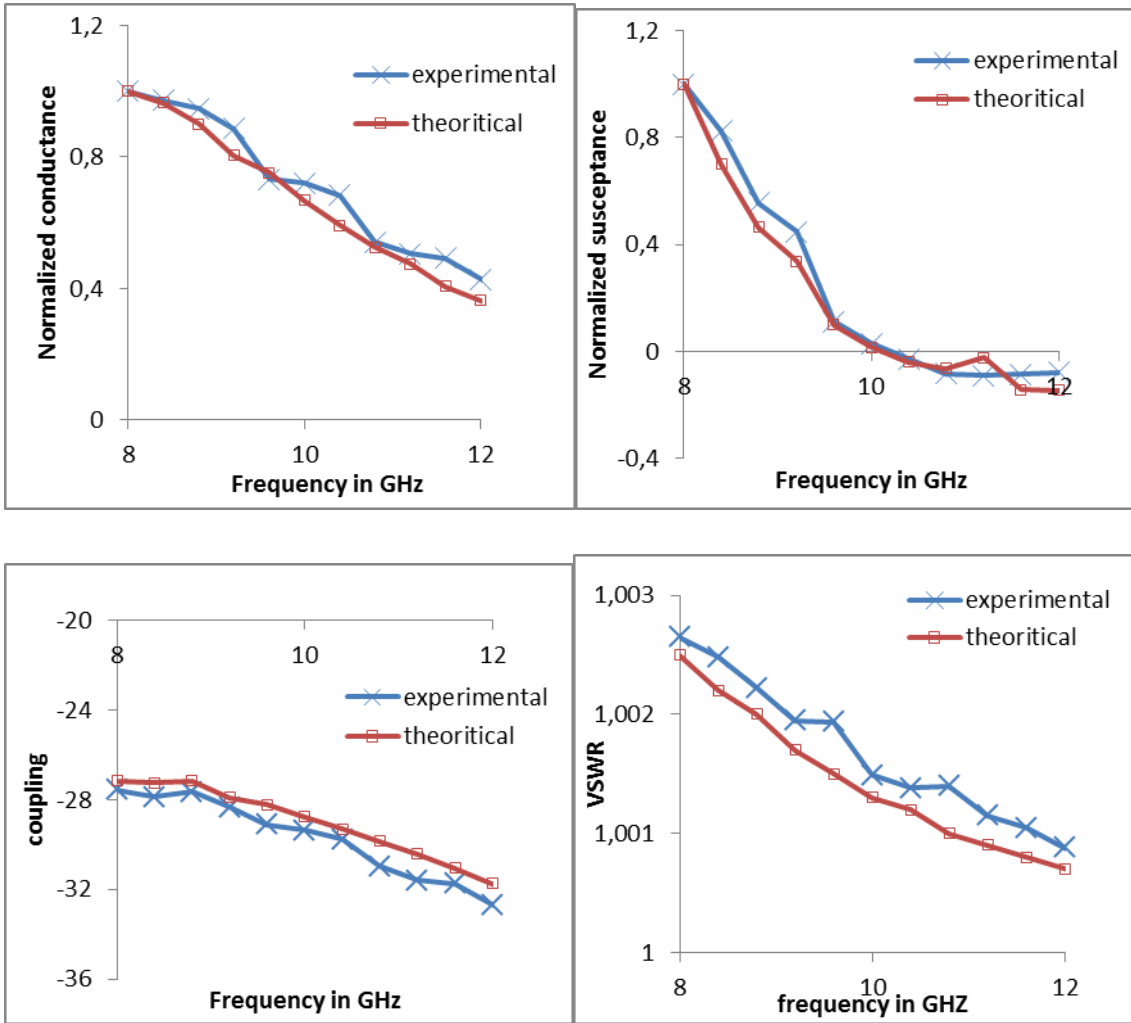 1,2
0,8
0,4
0
8
10
12
Normalized conductance
Frequency in GHz
experimental
theoritical
1,2
0,8
0,4
0
-0,4
8
10
12
Normalized susceptance
Frequency in GHz
experimental
theoritical
-20
-24
-28
-32
-36
8
10
12
coupling
Frequency in GHz
experimental
theoritical
1,003
1,002
1,001
1
8
10
12
VSWR
frequency in GHZ
experimental
theoritical